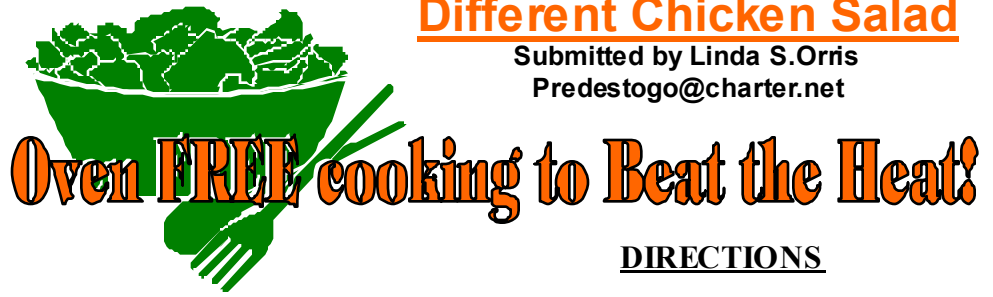 Different Chicken Salad
Submitted by Linda S.Orris
Predestogo@charter.net
Oven FREE cooking to Beat the Heat!
DIRECTIONS